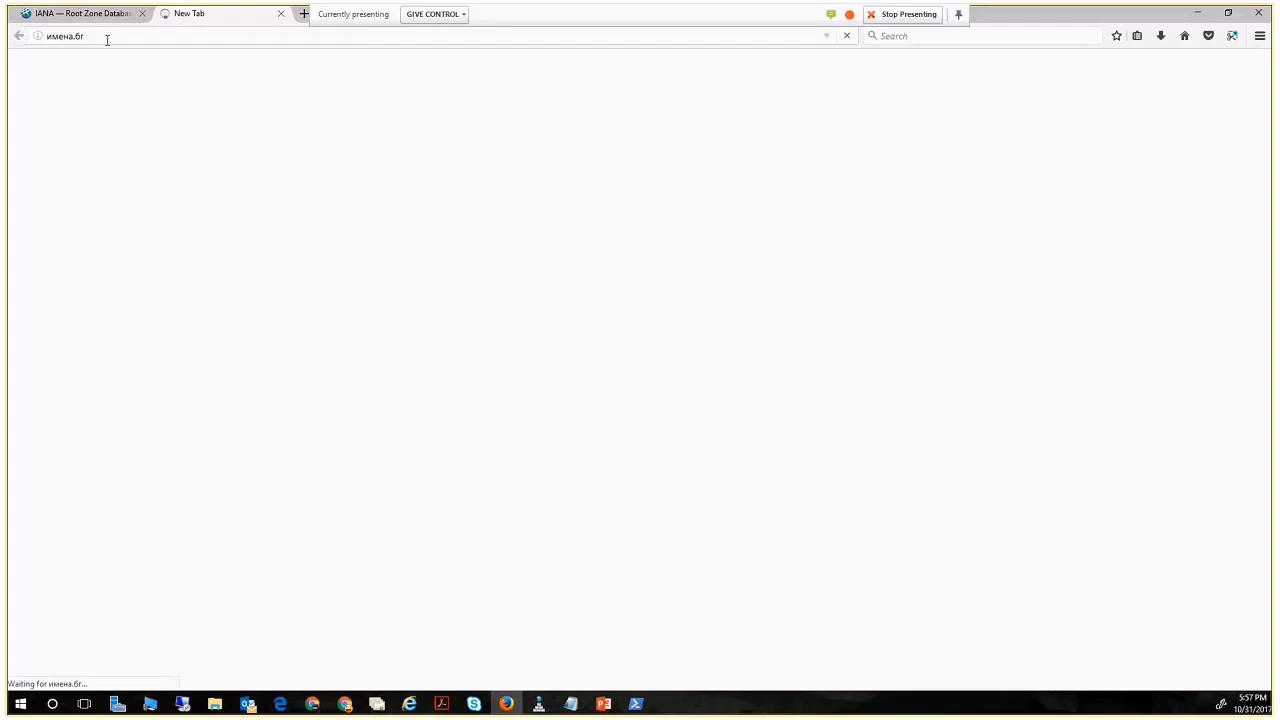 IANA — Root Zone Databa
New Tab
Currently presenting
GIVE CONTROL
Stop Presenting
имена.бг
Search
Waiting for имена.бг...
5:57 PM
10/31/2017